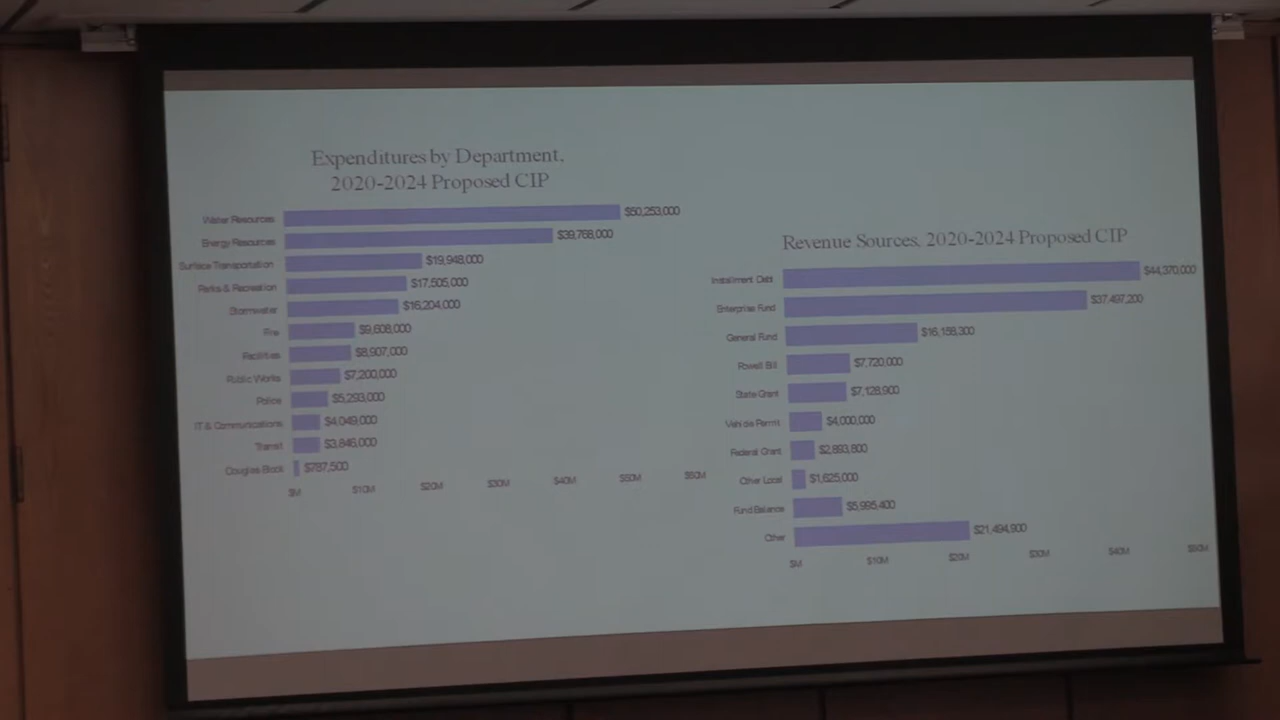 Expenditures by Department,
2020-2024 Proposed CIP
Water Resources $50,253,000
Energy Resources $39,768,000
Surface Transportation $19,948,000
Parks & Recreation $17,505,000
Stormwater $16,204,000
Fire $9,608,000
Facilities $8,907,000
Public Works $7,200,000
Police $5,293,000
IT & Communications $4,049,000
Transit $3,846,000
Douglas Block $787,500
$M $10M $20M $30M $40M $50M $60M
Revenue Sources, 2020-2024 Proposed CIP
Installment Debt $44,370,000
Enterprise Fund $37,497,200
General Fund $16,158,300
Powell Bill $7,720,000
State Grant $7,128,900
Vehicle Permit $4,000,000
Federal Grant $2,893,800
Other Local $1,625,000
Fund Balance $5,995,400
Other $21,494,900
$M $10M $20M $30M $40M $50M